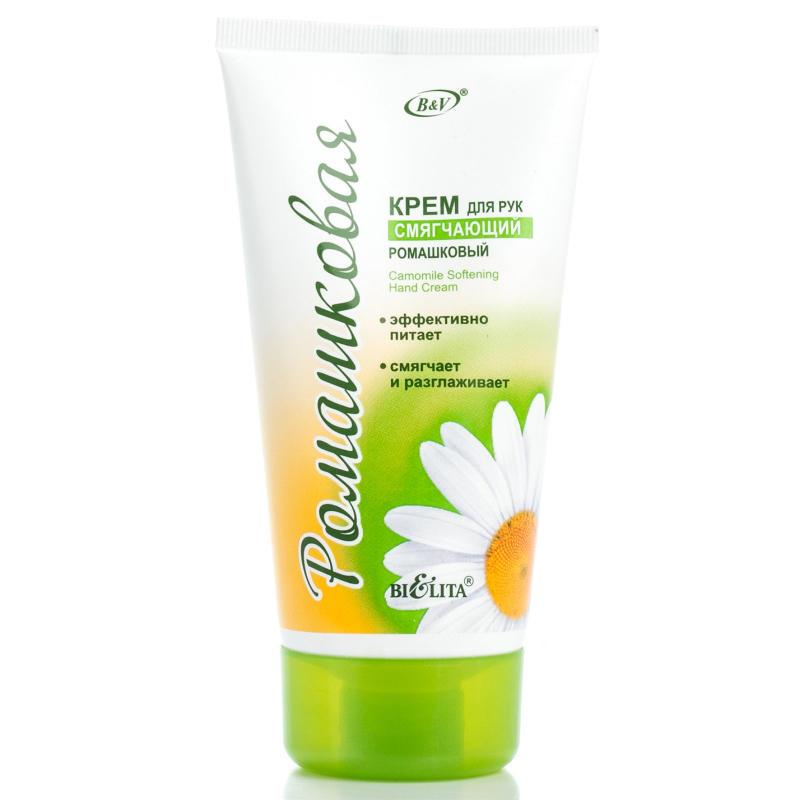 B&V®
Ромашковая
КРЕМ ДЛЯ РУК
СМЯГЧАЮЩИЙ
РОМАШКОВЫЙ
Camomile Softening
Hand Cream
• эффективно
питает
• смягчает
и разглаживает
BIELITA®